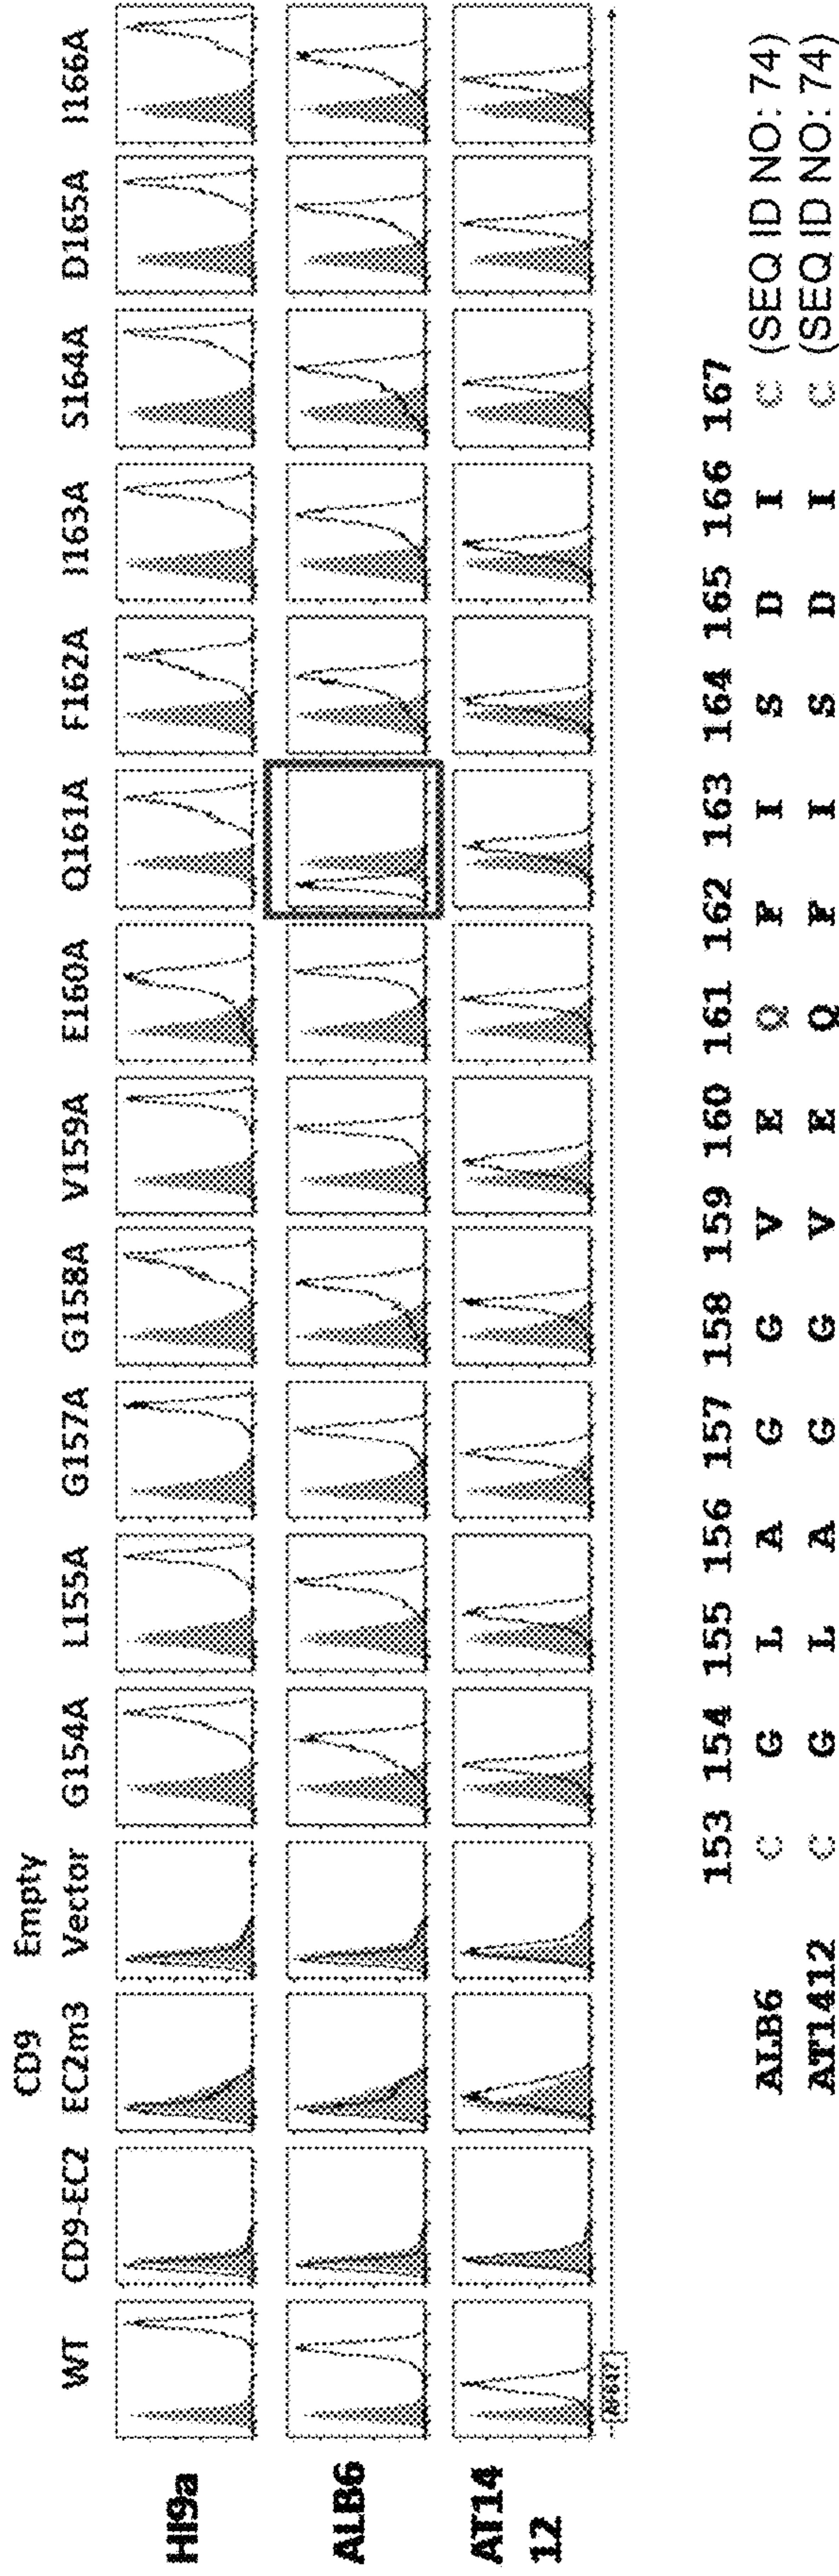 CD9 Empty
WT CD9-EC2 EC2m3 Vector G154A L155A G157A G158A V159A E160A Q161A F162A I163A S164A D165A I166A
HI9a
ALB6
AT14
12
153 154 155 156 157 158 159 160 161 162 163 164 165 166 167
ALB6 C G L A G G V E Q F I S D I C (SEQ ID NO: 74)
AT1412 C G L A G G V E Q F I S D I C (SEQ ID NO: 74)